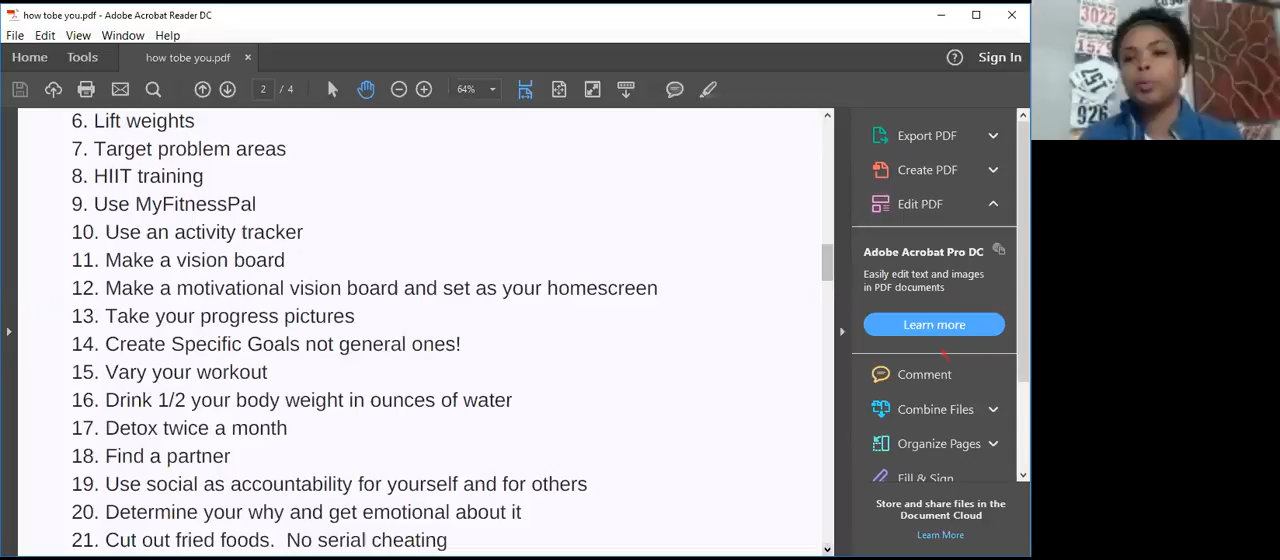 how tobe you.pdf - Adobe Acrobat Reader DC
File Edit View Window Help
Home Tools how tobe you.pdf × Sign In
2 / 4 64%
6. Lift weights
7. Target problem areas
8. HIIT training
9. Use MyFitnessPal
10. Use an activity tracker
11. Make a vision board
12. Make a motivational vision board and set as your homescreen
13. Take your progress pictures
14. Create Specific Goals not general ones!
15. Vary your workout
16. Drink 1/2 your body weight in ounces of water
17. Detox twice a month
18. Find a partner
19. Use social as accountability for yourself and for others
20. Determine your why and get emotional about it
21. Cut out fried foods.  No serial cheating
Export PDF
Create PDF
Edit PDF
Adobe Acrobat Pro DC
Easily edit text and images
in PDF documents
Learn more
Comment
Combine Files
Organize Pages
Fill & Sign
Store and share files in the
Document Cloud
Learn More
3022
926